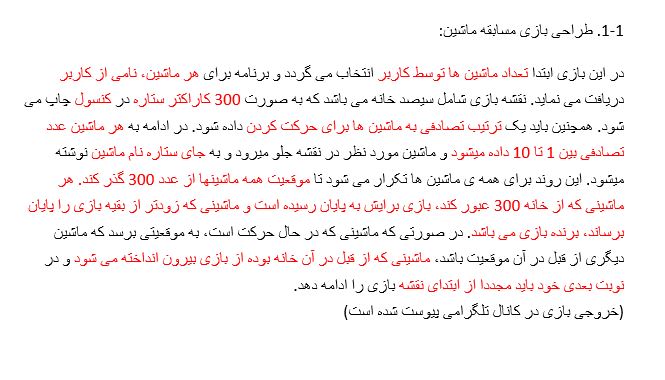 1-1. طراحی بازی مسابقه ماشین:
در این بازی ابتدا تعداد ماشین ها توسط کاربر انتخاب می گردد و برنامه برای هر ماشین، نامی از کاربر
دریافت می نماید. نقشه بازی شامل سیصد خانه می باشد که به صورت 300 کاراکتر ستاره در کنسول چاپ می
شود. همچنین باید یک ترتیب تصادفی به ماشین ها برای حرکت کردن داده شود. در ادامه به هر ماشین عدد
تصادفی بین 1 تا 10 داده میشود و ماشین مورد نظر در نقشه جلو میرود و به جای ستاره نام ماشین نوشته
میشود. این روند برای همه ی ماشین ها تکرار می شود تا موقعیت همه ماشینها از عدد 300 گذر کند. هر
ماشینی که از خانه 300 عبور کند، بازی برایش به پایان رسیده است و ماشینی که زودتر از بقیه بازی را پایان
برساند، برنده بازی می باشد. در صورتی که ماشینی که در حال حرکت است، به موقعیتی برسد که ماشین
دیگری از قبل در آن موقعیت باشد، ماشینی که از قبل در آن خانه بوده از بازی بیرون انداخته می شود و در
نوبت بعدی خود باید مجددا از ابتدای نقشه بازی را ادامه دهد.
(خروجی بازی در کانال تلگرامی پیوست شده است)